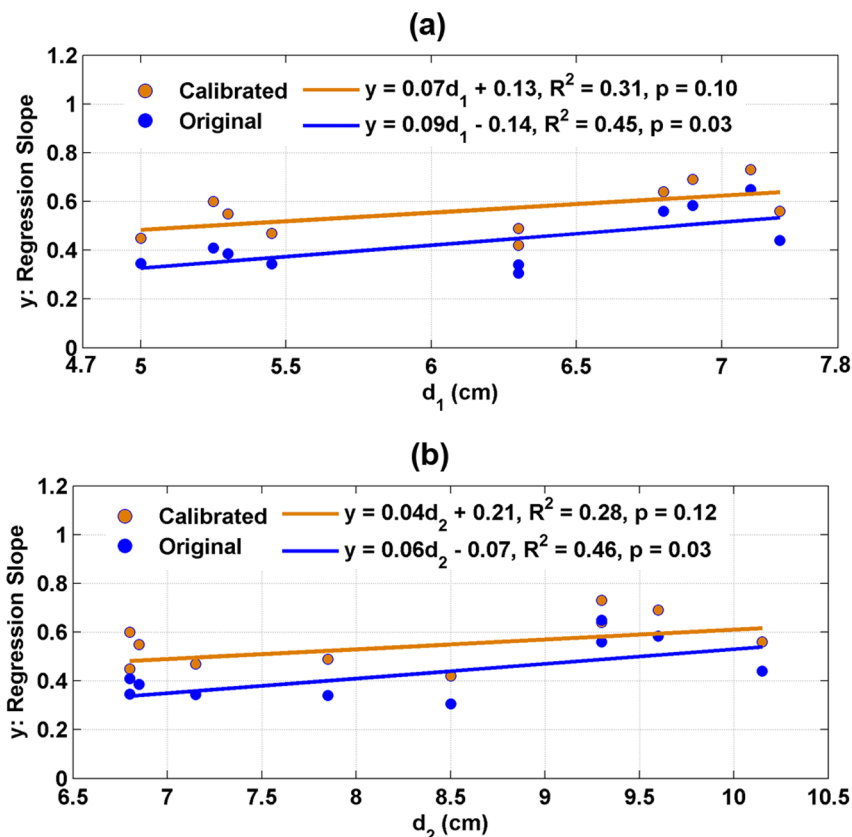 (a)
1.2
1
0.8
0.6
0.4
0.2
0
Calibrated
y = 0.07d₁ + 0.13, R² = 0.31, p = 0.10
Original
y = 0.09d₁ - 0.14, R² = 0.45, p = 0.03
y: Regression Slope
4.7 5 5.5 6 6.5 7 7.8
d₁ (cm)
(b)
1.2
1
0.8
0.6
0.4
0.2
0
Calibrated
y = 0.04d₂ + 0.21, R² = 0.28, p = 0.12
Original
y = 0.06d₂ - 0.07, R² = 0.46, p = 0.03
y: Regression Slope
6.5 7 7.5 8 8.5 9 9.5 10 10.5
d₂ (cm)